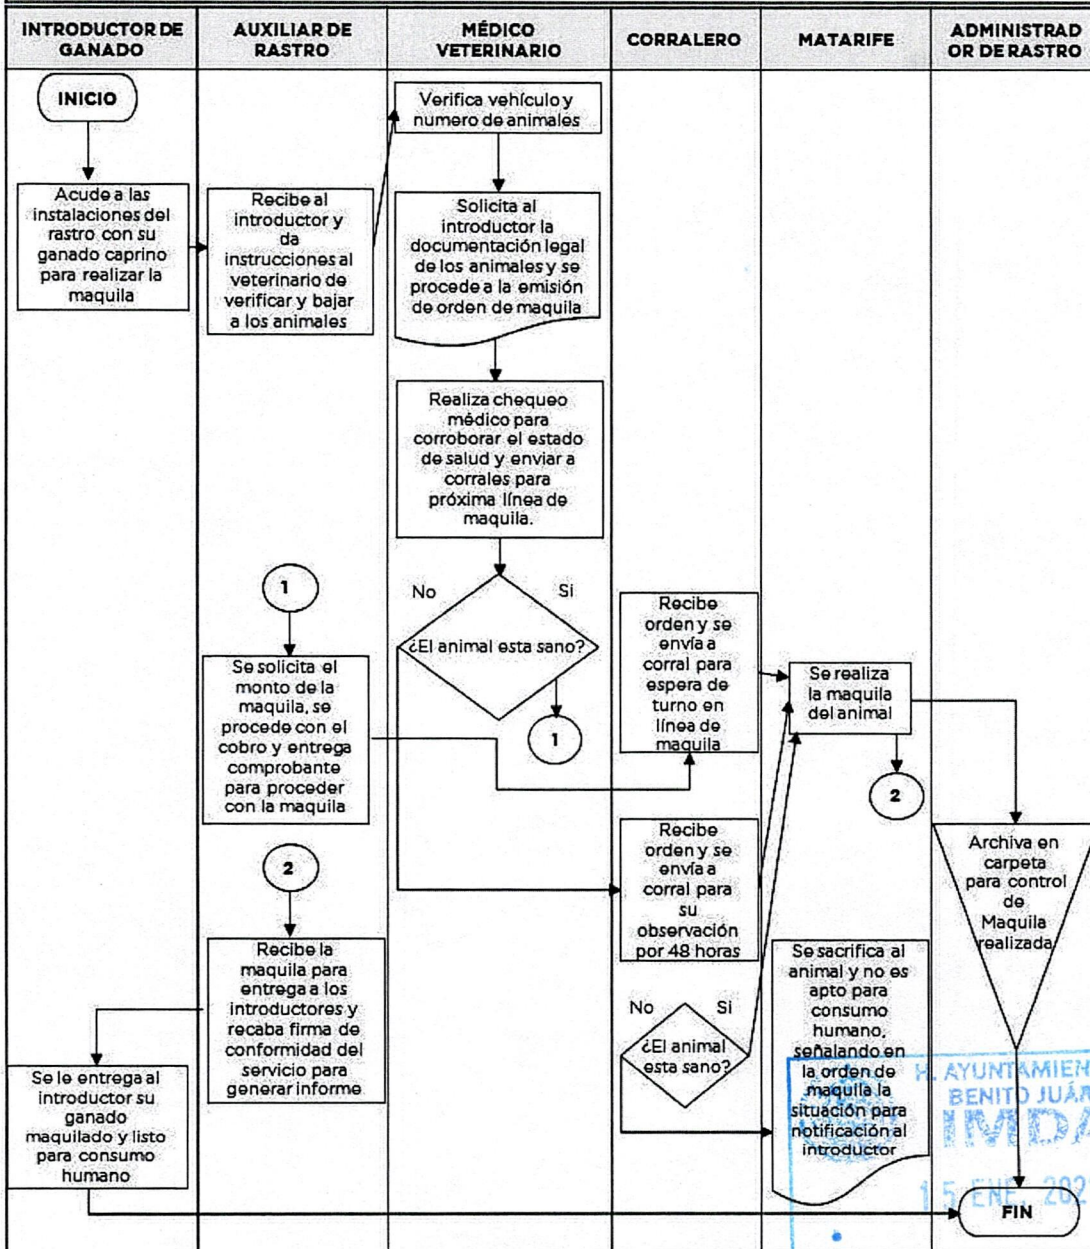 INTRODUCTOR DE
GANADO
AUXILIAR DE
RASTRO
MÉDICO
VETERINARIO
CORRALERO
MATARIFE
ADMINISTRAD
OR DE RASTRO
INICIO
Acude a las
instalaciones del
rastro con su
ganado caprino
para realizar la
maquila
Recibe al
introductor y
da
instrucciones al
veterinario de
verificar y bajar
a los animales
Verifica vehículo y
numero de animales
Solicita al
introductor la
documentación legal
de los animales y se
procede a la emisión
de orden de maquila
Realiza chequeo
médico para
corroborar el estado
de salud y enviar a
corrales para
próxima línea de
maquila.
No
Si
¿El animal esta sano?
1
1
Se solicita el
monto de la
maquila, se
procede con el
cobro y entrega
comprobante
para proceder
con la maquila
Recibe
orden y se
envía a
corral para
espera de
turno en
línea de
maquila
Se realiza
la maquila
del animal
2
Recibe
orden y se
envía a
corral para
su
observación
por 48 horas
No
Si
¿El animal
esta sano?
Se sacrifica al
animal y no es
apto para
consumo
humano,
señalando en
la orden de
maquila la
situación para
notificación al
introductor
Archiva en
carpeta
para control
de
Maquila
realizada
2
Recibe la
maquila para
entrega a los
introductores y
recaba firma de
conformidad del
servicio para
generar informe
Se le entrega al
introductor su
ganado
maquilado y listo
para consumo
humano
H. AYUNTAMIEN
BENITO JUÁR
IMDA
15 ENE. 202
FIN